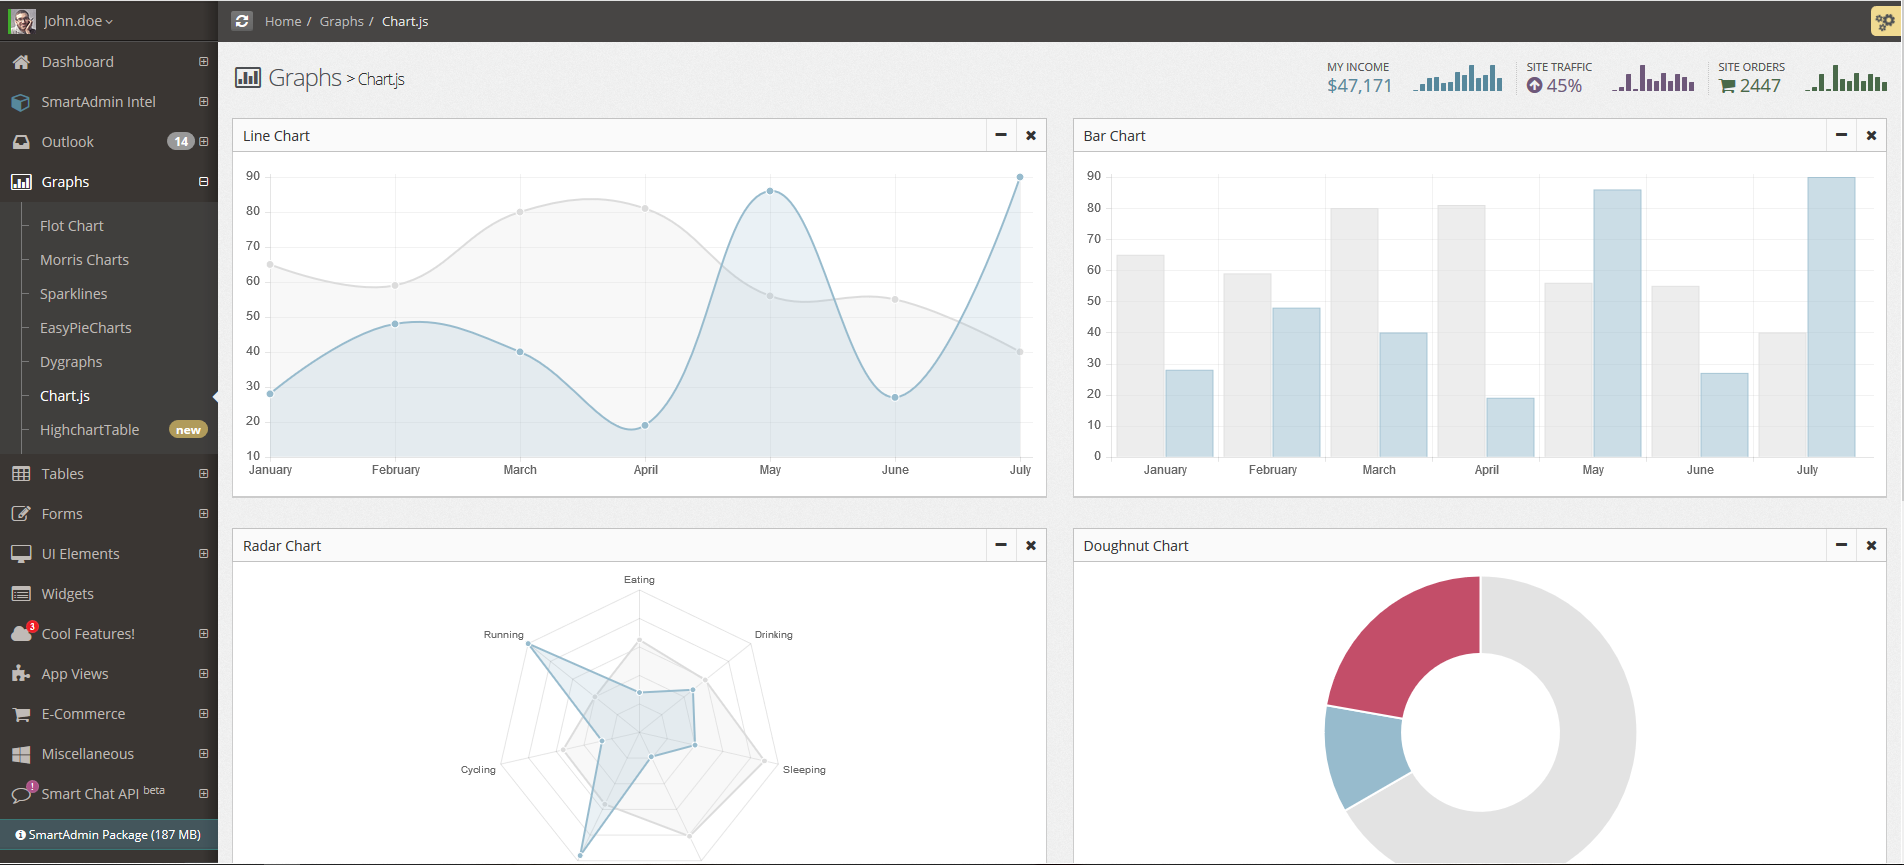 John.doe
Dashboard
SmartAdmin Intel
Outlook 14
Graphs
Flot Chart
Morris Charts
Sparklines
EasyPieCharts
Dygraphs
Chart.js
HighchartTable new
Tables
Forms
UI Elements
Widgets
3
Cool Features!
App Views
E-Commerce
Miscellaneous
!
Smart Chat API beta
SmartAdmin Package (187 MB)
Home / Graphs / Chart.js
Graphs > Chart.js
MY INCOME
$47,171
SITE TRAFFIC
45%
SITE ORDERS
2447
Line Chart
90
80
70
60
50
40
30
20
10
January February March April May June July
Bar Chart
90
80
70
60
50
40
30
20
10
0
January February March April May June July
Radar Chart
Eating
Running
Drinking
Cycling
Sleeping
Doughnut Chart